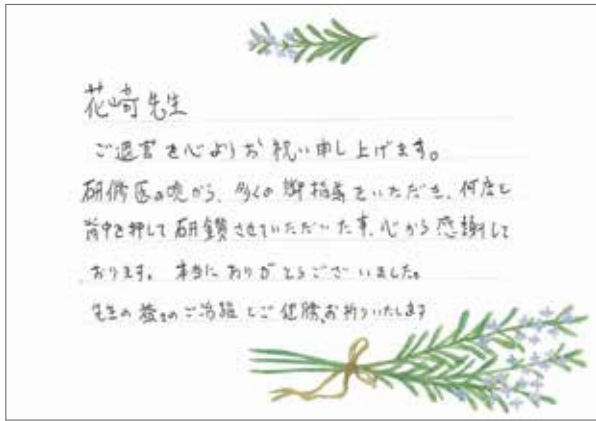 花崎先生
ご退官を心よりお祝い申し上げます。
研修医の頃から、多くの御指導をいただき、何度も
背中を押して研鑽させていただいた事、心から感謝して
おります。本当にありがとうございました。
先生の益々のご活躍とご健勝、お祈りいたします